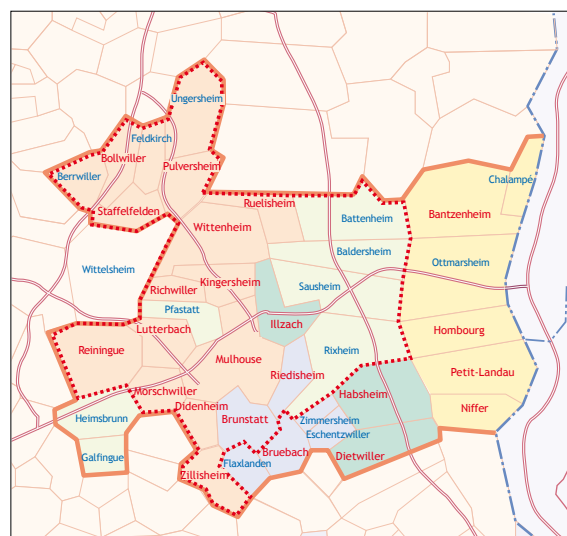 Ungersheim
Feldkirch
Bollwiller
Pulversheim
Berrwiller
Chalampé
Staffelfelden
Ruelisheim
Battenheim
Bantzenheim
Wittenheim
Baldersheim
Wittelsheim
Ottmarsheim
Richwiller
Kingersheim
Sausheim
Pfastatt
Lutterbach
Illzach
Hombourg
Reiningue
Mulhouse
Rixheim
Riedisheim
Petit-Landau
Morschwiller
Habsheim
Didenheim
Niffer
Heimsbrunn
Brunstatt
Zimmersheim
Eschentzwiller
Galfingue
Bruebach
Dietwiller
Flaxlanden
Zillisheim